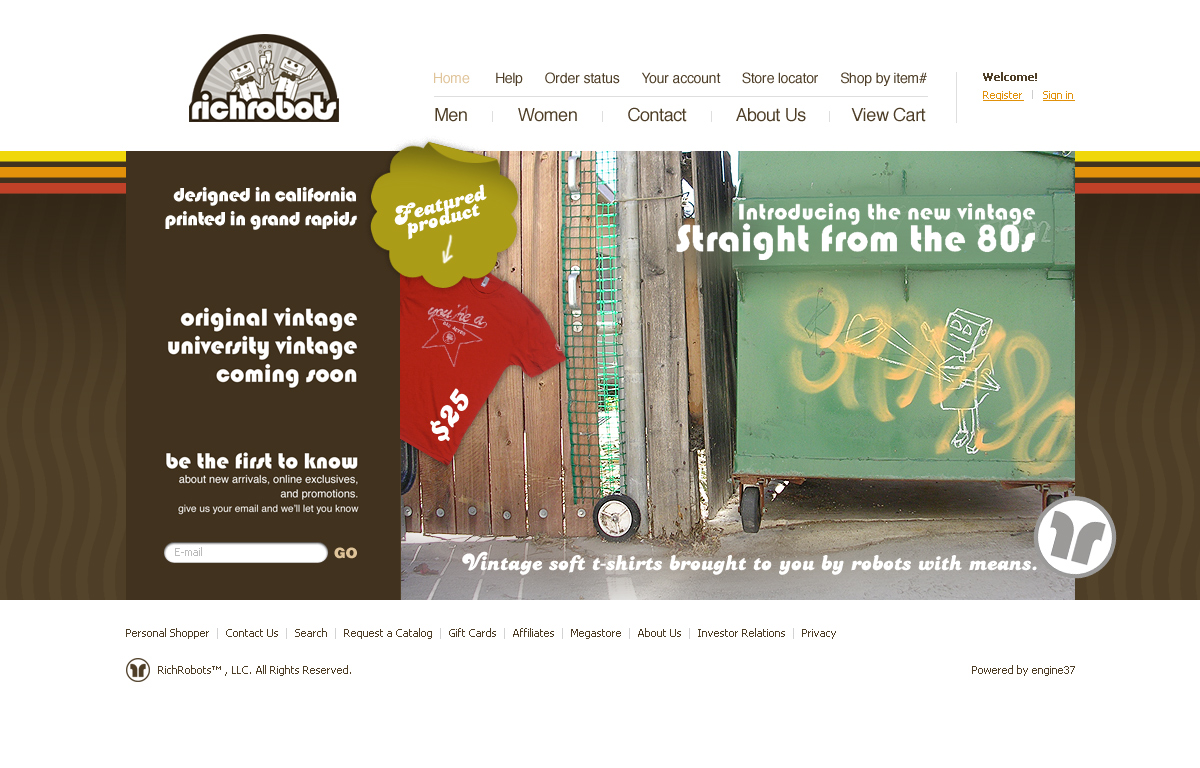 richrobots
Home Help Order status Your account Store locator Shop by item#
Men Women Contact About Us View Cart
Welcome!
Register Sign in
designed in california
printed in grand rapids
original vintage
university vintage
coming soon
be the first to know
about new arrivals, online exclusives,
and promotions.
give us your email and we'll let you know
E-mail GO
Featured
product
you're a
$25
Introducing the new vintage
Straight from the 80s
Vintage soft t-shirts brought to you by robots with means.
Personal Shopper Contact Us Search Request a Catalog Gift Cards Affiliates Megastore About Us Investor Relations Privacy
RichRobots™ , LLC. All Rights Reserved.
Powered by engine37